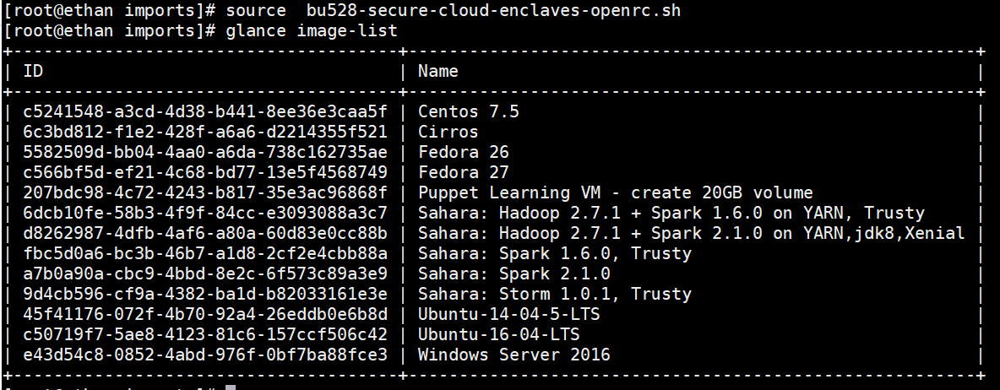 [root@ethan imports]# source  bu528-secure-cloud-enclaves-openrc.sh
[root@ethan imports]# glance image-list
+--------------------------------------+--------------------------------------------------------+
| ID                                   | Name                                                   |
+--------------------------------------+--------------------------------------------------------+
| c5241548-a3cd-4d38-b441-8ee36e3caa5f | Centos 7.5                                             |
| 6c3bd812-f1e2-428f-a6a6-d2214355f521 | Cirros                                                 |
| 5582509d-bb04-4aa0-a6da-738c162735ae | Fedora 26                                              |
| c566bf5d-ef21-4c68-bd77-13e5f4568749 | Fedora 27                                              |
| 207bdc98-4c72-4243-b817-35e3ac96868f | Puppet Learning VM - create 20GB volume                |
| 6dcb10fe-58b3-4f9f-84cc-e3093088a3c7 | Sahara: Hadoop 2.7.1 + Spark 1.6.0 on YARN, Trusty     |
| d8262987-4dfb-4af6-a80a-60d83e0cc88b | Sahara: Hadoop 2.7.1 + Spark 2.1.0 on YARN,jdk8,Xenial |
| fbc5d0a6-bc3b-46b7-a1d8-2cf2e4cbb88a | Sahara: Spark 1.6.0, Trusty                            |
| a7b0a90a-cbc9-4bbd-8e2c-6f573c89a3e9 | Sahara: Spark 2.1.0                                    |
| 9d4cb596-cf9a-4382-ba1d-b82033161e3e | Sahara: Storm 1.0.1, Trusty                            |
| 45f41176-072f-4b70-92a4-26eddb0e6b8d | Ubuntu-14-04-5-LTS                                     |
| c50719f7-5ae8-4123-81c6-157ccf506c42 | Ubuntu-16-04-LTS                                       |
| e43d54c8-0852-4abd-976f-0bf7ba88fce3 | Windows Server 2016                                    |
+--------------------------------------+--------------------------------------------------------+
[root@ethan imports]#